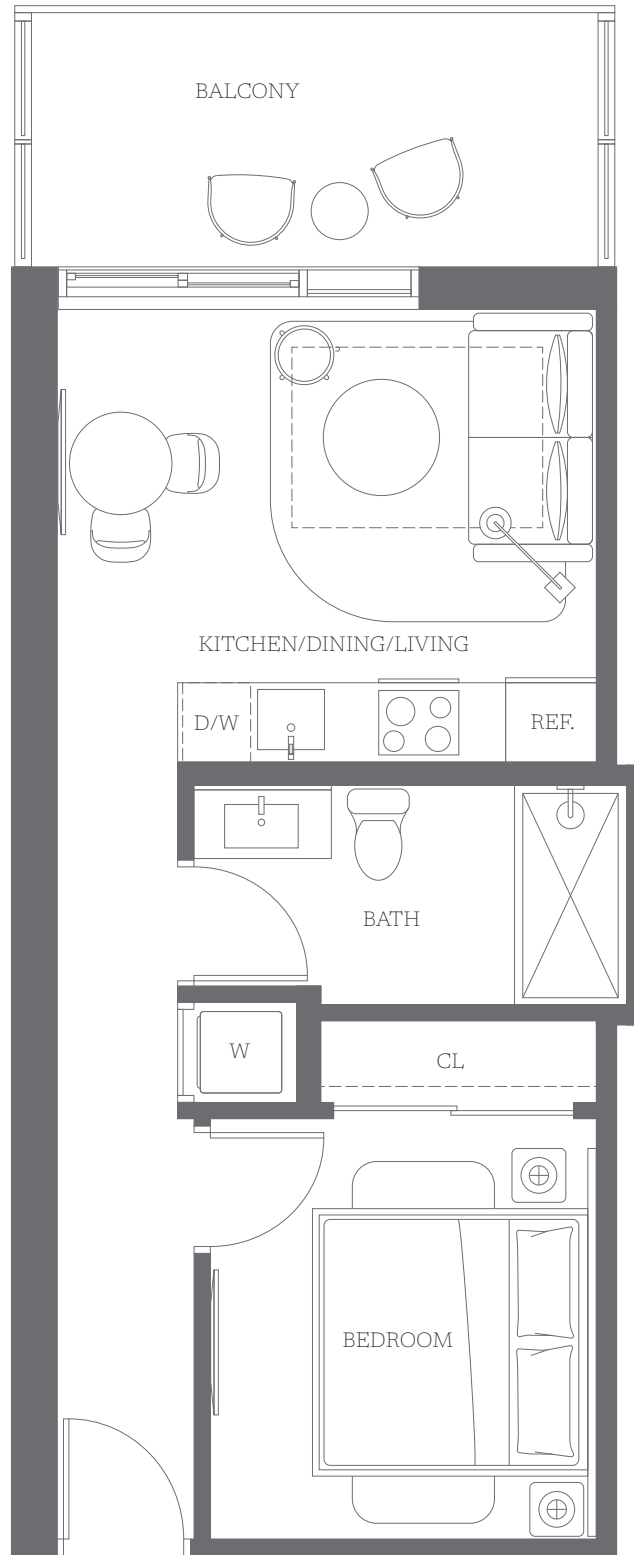 BALCONY
KITCHEN/DINING/LIVING
D/W
REF.
BATH
W
CL
BEDROOM